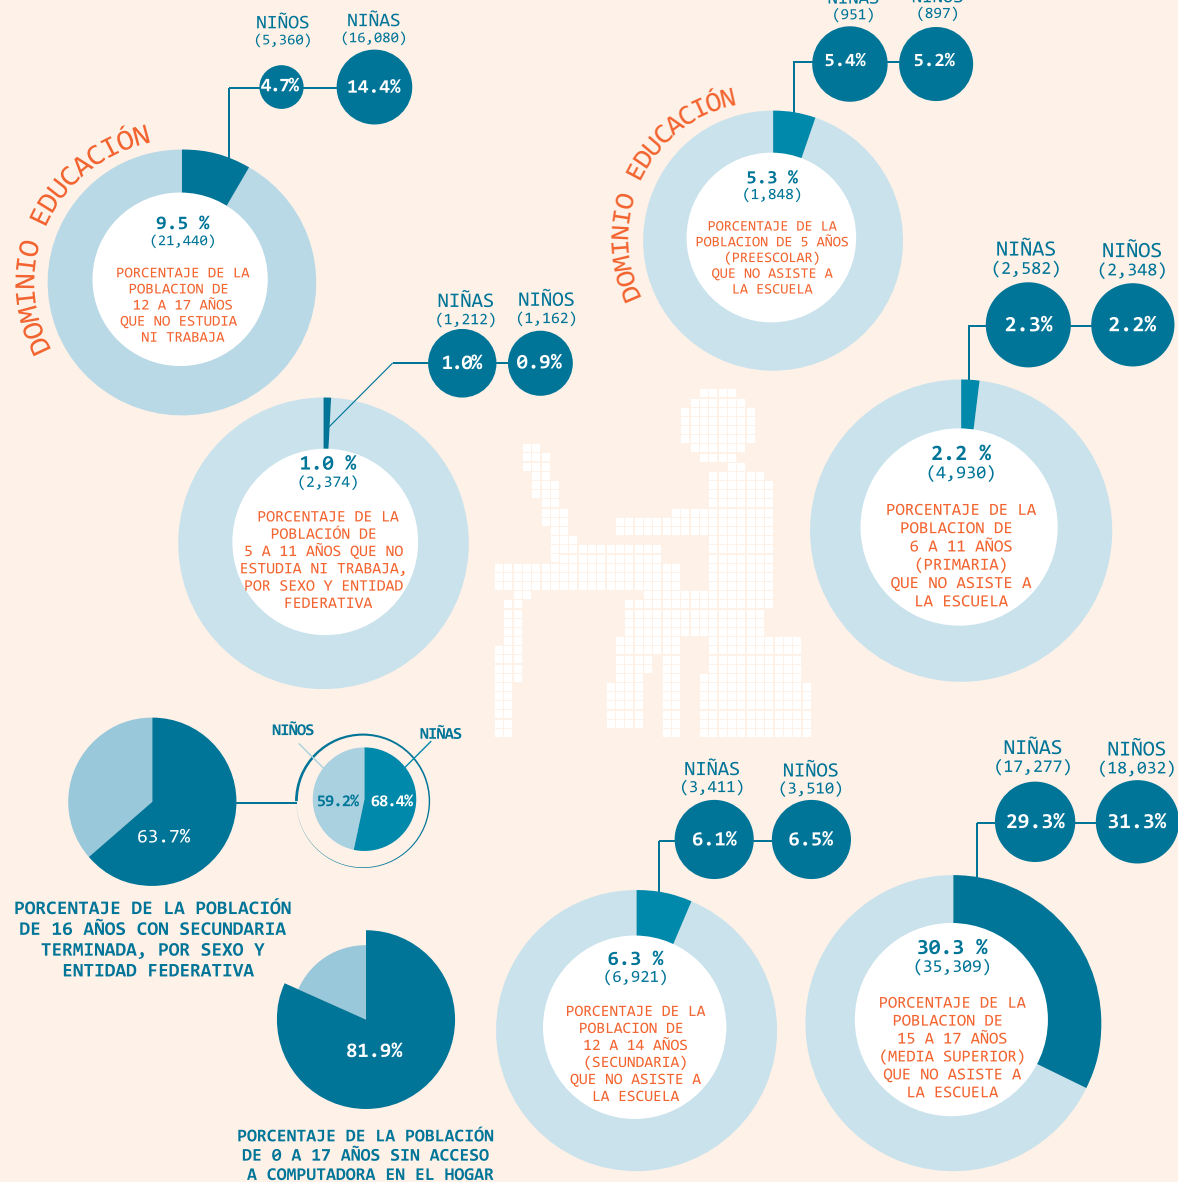 NIÑOS
(5,360)
NIÑAS
(16,080)
4.7%
14.4%
DOMINIO EDUCACIÓN
9.5 %
(21,440)
PORCENTAJE DE LA
POBLACION DE
12 A 17 AÑOS
QUE NO ESTUDIA
NI TRABAJA
NIÑAS
(951)
NIÑOS
(897)
5.4%
5.2%
DOMINIO EDUCACIÓN
5.3 %
(1,848)
PORCENTAJE DE LA
POBLACION DE 5 AÑOS
(PREESCOLAR)
QUE NO ASISTE A
LA ESCUELA
NIÑAS
(1,212)
NIÑOS
(1,162)
1.0%
0.9%
1.0 %
(2,374)
PORCENTAJE DE LA
POBLACIÓN DE
5 A 11 AÑOS QUE NO
ESTUDIA NI TRABAJA,
POR SEXO Y ENTIDAD
FEDERATIVA
NIÑAS
(2,582)
NIÑOS
(2,348)
2.3%
2.2%
2.2 %
(4,930)
PORCENTAJE DE LA
POBLACION DE
6 A 11 AÑOS
(PRIMARIA)
QUE NO ASISTE A
LA ESCUELA
63.7%
NIÑOS
NIÑAS
59.2%
68.4%
PORCENTAJE DE LA POBLACIÓN
DE 16 AÑOS CON SECUNDARIA
TERMINADA, POR SEXO Y
ENTIDAD FEDERATIVA
81.9%
PORCENTAJE DE LA POBLACIÓN
DE 0 A 17 AÑOS SIN ACCESO
A COMPUTADORA EN EL HOGAR
NIÑAS
(3,411)
NIÑOS
(3,510)
6.1%
6.5%
6.3 %
(6,921)
PORCENTAJE DE LA
POBLACION DE
12 A 14 AÑOS
(SECUNDARIA)
QUE NO ASISTE A
LA ESCUELA
NIÑAS
(17,277)
NIÑOS
(18,032)
29.3%
31.3%
30.3 %
(35,309)
PORCENTAJE DE LA
POBLACION DE
15 A 17 AÑOS
(MEDIA SUPERIOR)
QUE NO ASISTE A
LA ESCUELA